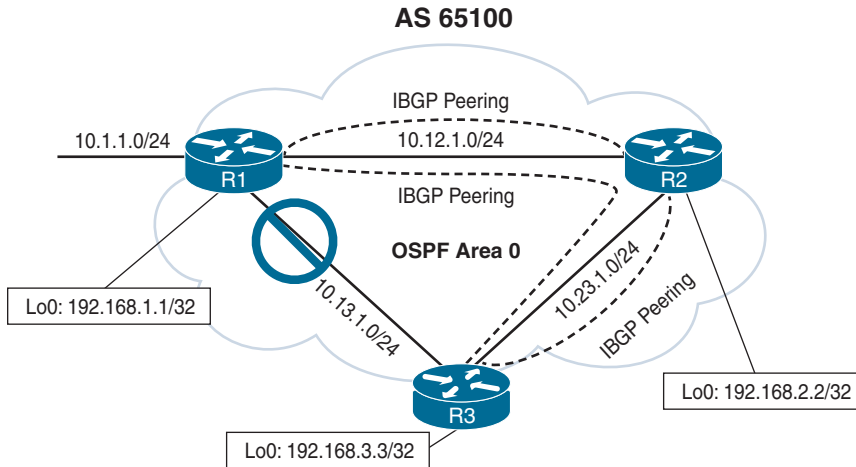 AS 65100
IBGP Peering
10.1.1.0/24
10.12.1.0/24
R1
R2
IBGP Peering
OSPF Area 0
10.13.1.0/24
10.23.1.0/24
IBGP Peering
Lo0: 192.168.1.1/32
Lo0: 192.168.2.2/32
R3
Lo0: 192.168.3.3/32